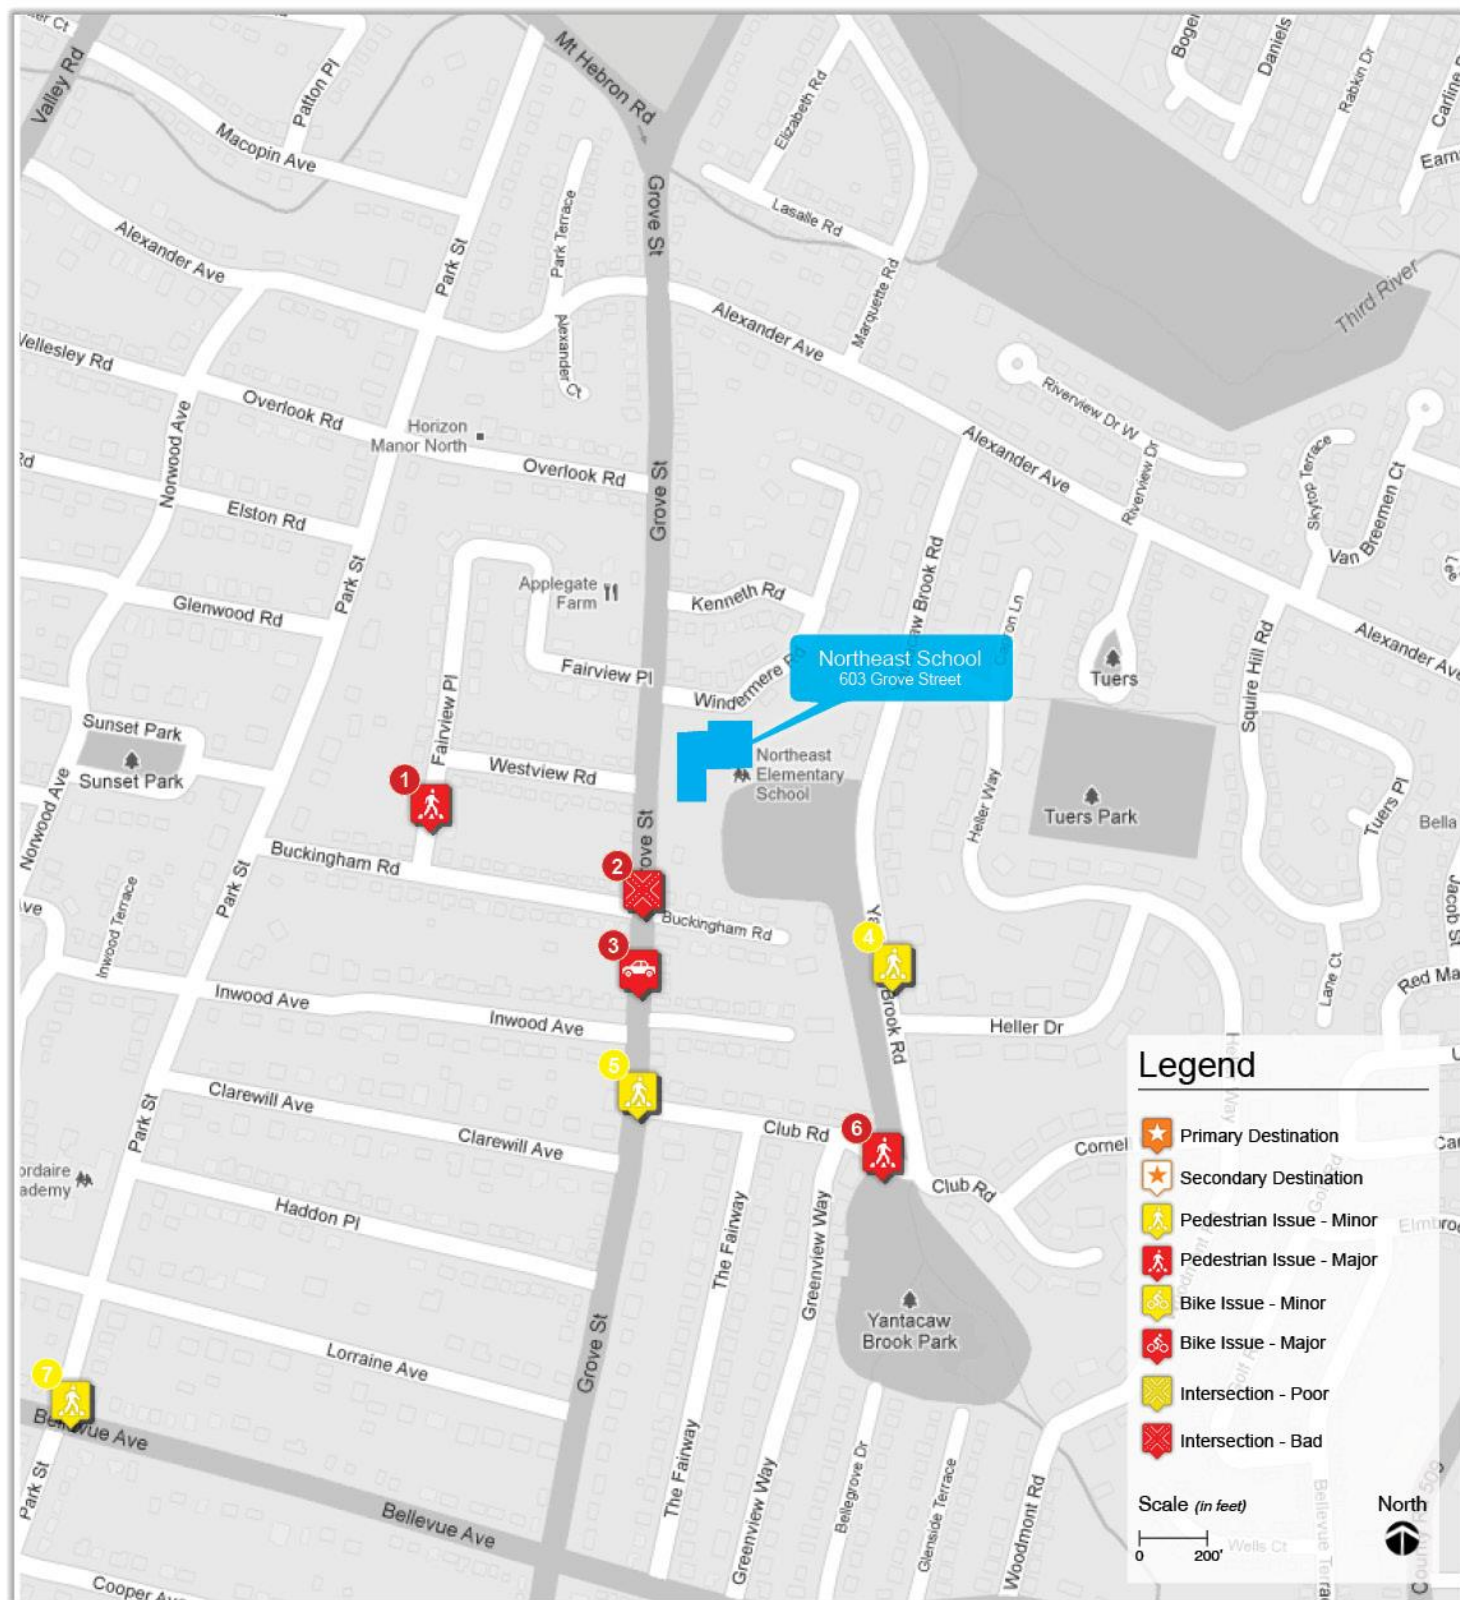 Valley Rd
Patton Pl
Macopin Ave
Mt Hebron Rd
Elizabeth Rd
Daniels
Rabkin Dr
Alexander Ave
Park St
Park Terrace
Grove St
Lasalle Rd
Marquette Rd
Third River
Alexander Ave
Alexander Ct
Overlook Rd
Norwood Ave
Horizon
Manor North
Overlook Rd
Grove St
Riverview Dr W
Alexander Ave
Riverview Dr
Skytop Terrace
Van Breemen Ct
Elston Rd
Park St
Glenwood Rd
Applegate
Farm
Kenneth Rd
Fairview Pl
Windermere
Northeast School
603 Grove Street
Tuers
Squire Hill Rd
Alexander Ave
Sunset Park
Sunset Park
Fairview Pl
Westview Rd
Northeast
Elementary
School
Heller Way
Tuers Park
Tuers Pl
Bella
Norwood Ave
1
Buckingham Rd
Park St
2
Buckingham Rd
Inwood Terrace
3
4
Jacob St
Lane Ct
Red Ma
Inwood Ave
Inwood Ave
Brook Rd
Heller Dr
5
Clarewill Ave
Clarewill Ave
Park St
Club Rd
6
Cornel
Club Rd
Haddon Pl
The Fairway
Greenview Way
Yantacaw
Brook Park
Grove St
Lorraine Ave
7
Bellevue Ave
Park St
Bellevue Ave
The Fairway
Greenview Way
Bellegrove Dr
Glenside Terrace
Woodmont Rd
Cooper Av
Legend
Primary Destination
Secondary Destination
Pedestrian Issue - Minor
Pedestrian Issue - Major
Bike Issue - Minor
Bike Issue - Major
Intersection - Poor
Intersection - Bad
Scale (in feet)
North
0 200'
Wells Ct